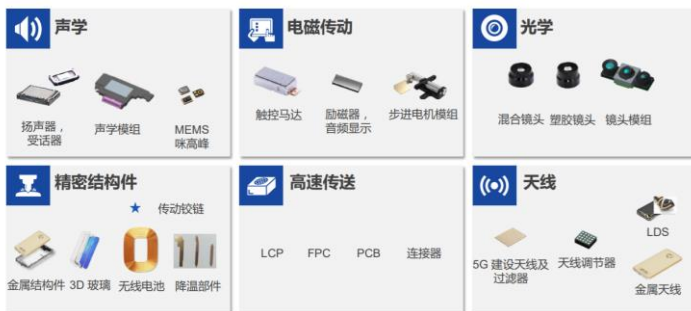 声学
扬声器，
受话器
声学模组
MEMS
咪高峰
电磁传动
触控马达
励磁器，
音频显示
步进电机模组
光学
混合镜头
塑胶镜头
镜头模组
精密结构件
★ 传动铰链
金属结构件
3D 玻璃
无线电池
降温部件
高速传送
LCP
FPC
PCB
连接器
天线
LDS
5G 建设天线及
过滤器
天线调节器
金属天线